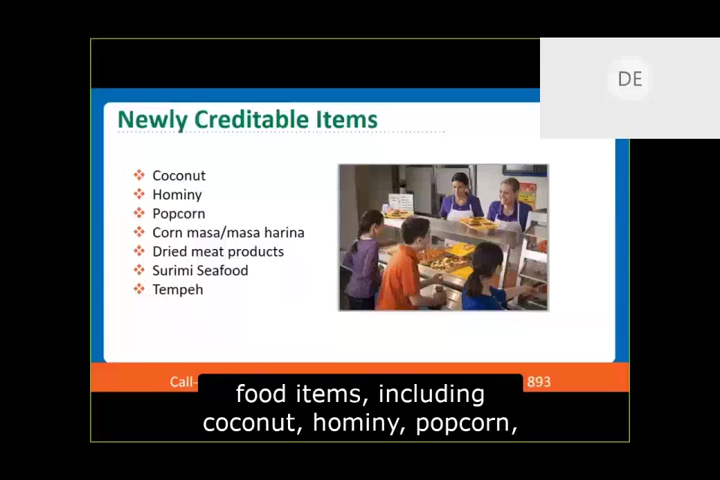 DE
Newly Creditable Items
Coconut
Hominy
Popcorn
Corn masa/masa harina
Dried meat products
Surimi Seafood
Tempeh
Call- 893
food items, including
coconut, hominy, popcorn,